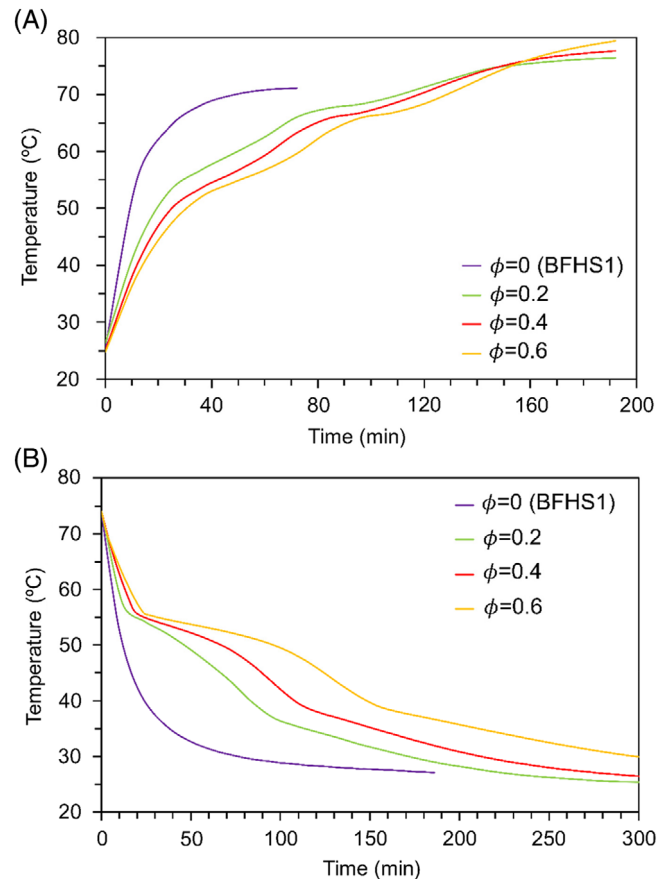 (A)
80
70
60
50
40
30
20
Temperature (ºC)
ϕ=0 (BFHS1)
ϕ=0.2
ϕ=0.4
ϕ=0.6
0 40 80 120 160 200
Time (min)
(B)
80
70
60
50
40
30
20
Temperature (ºC)
ϕ=0 (BFHS1)
ϕ=0.2
ϕ=0.4
ϕ=0.6
0 50 100 150 200 250 300
Time (min)